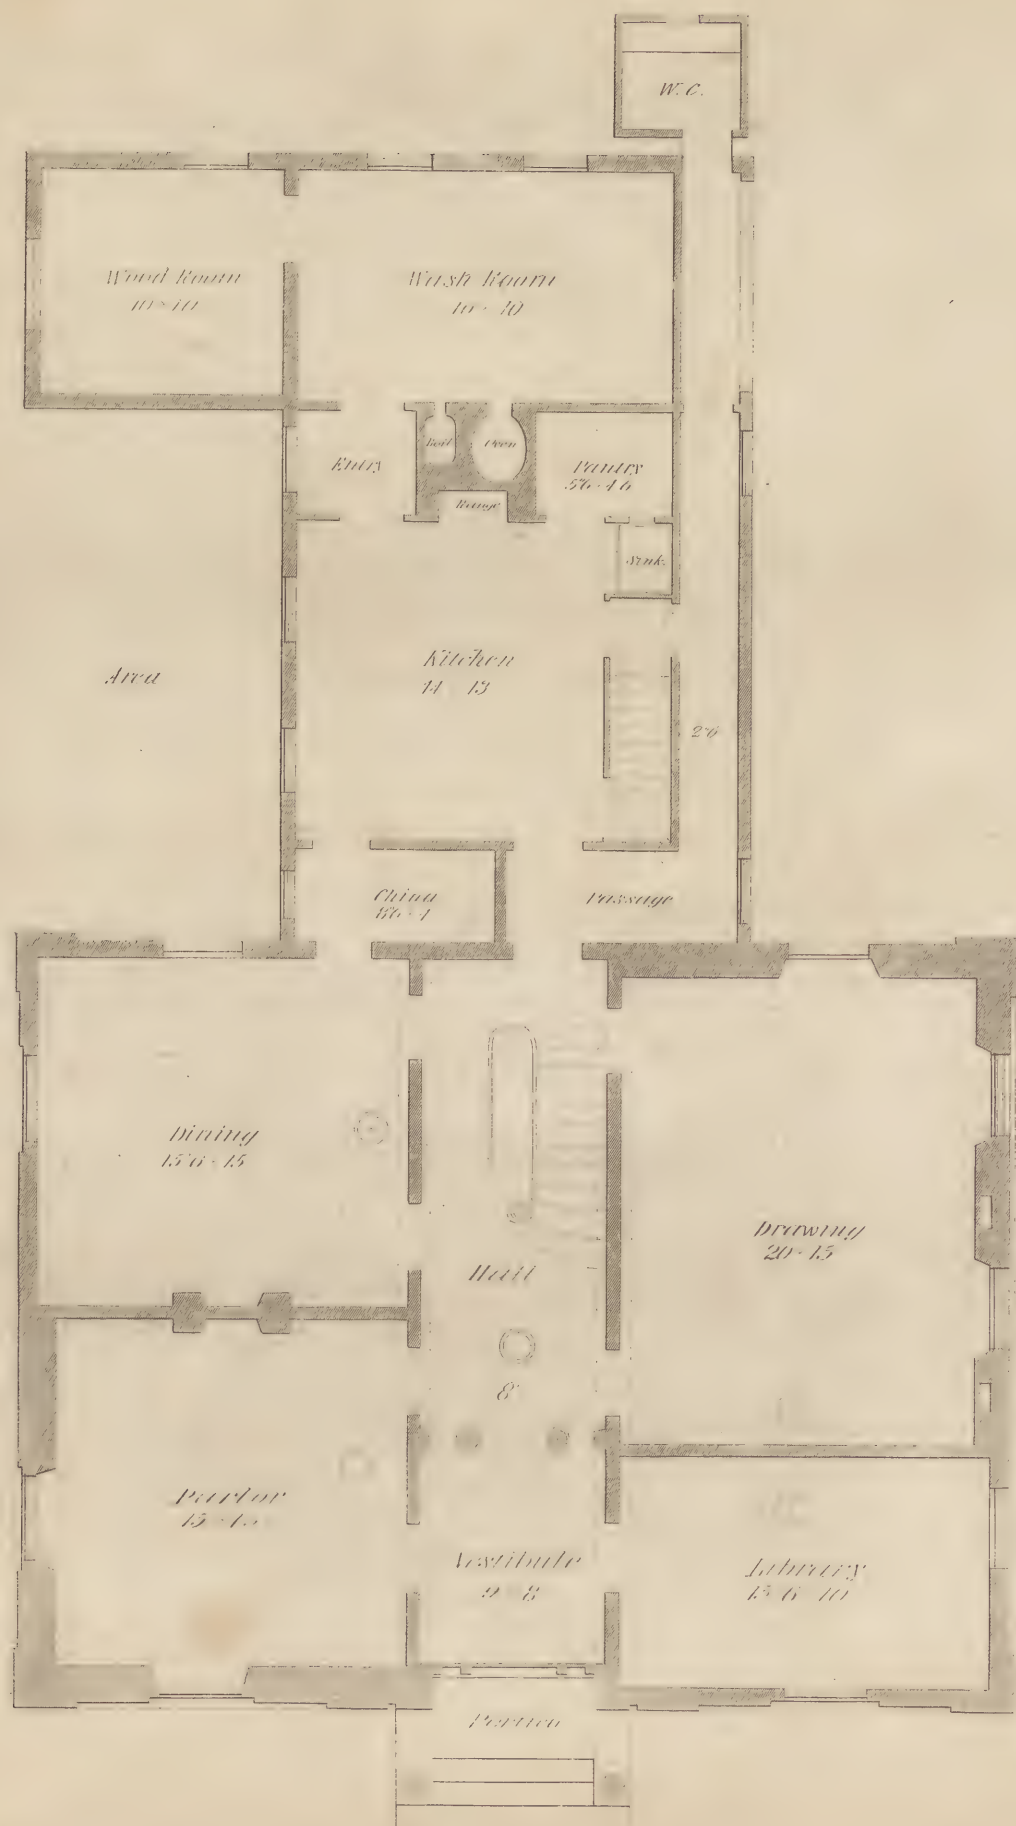 W.C.
Wood Room
10 - 10
Wash Room
16 - 10
Entry
Boil
Oven
Pantry
5'6 - 4'6
Range
Sink.
Kitchen
14 13
Area
2'6
China
8'6 - 4
Passage
Dining
15'6 - 15
Drawing
20 - 15
Hall
8'
Parlor
15 - 15
Vestibule
9 - 8
Library
15 6 - 10
Portico